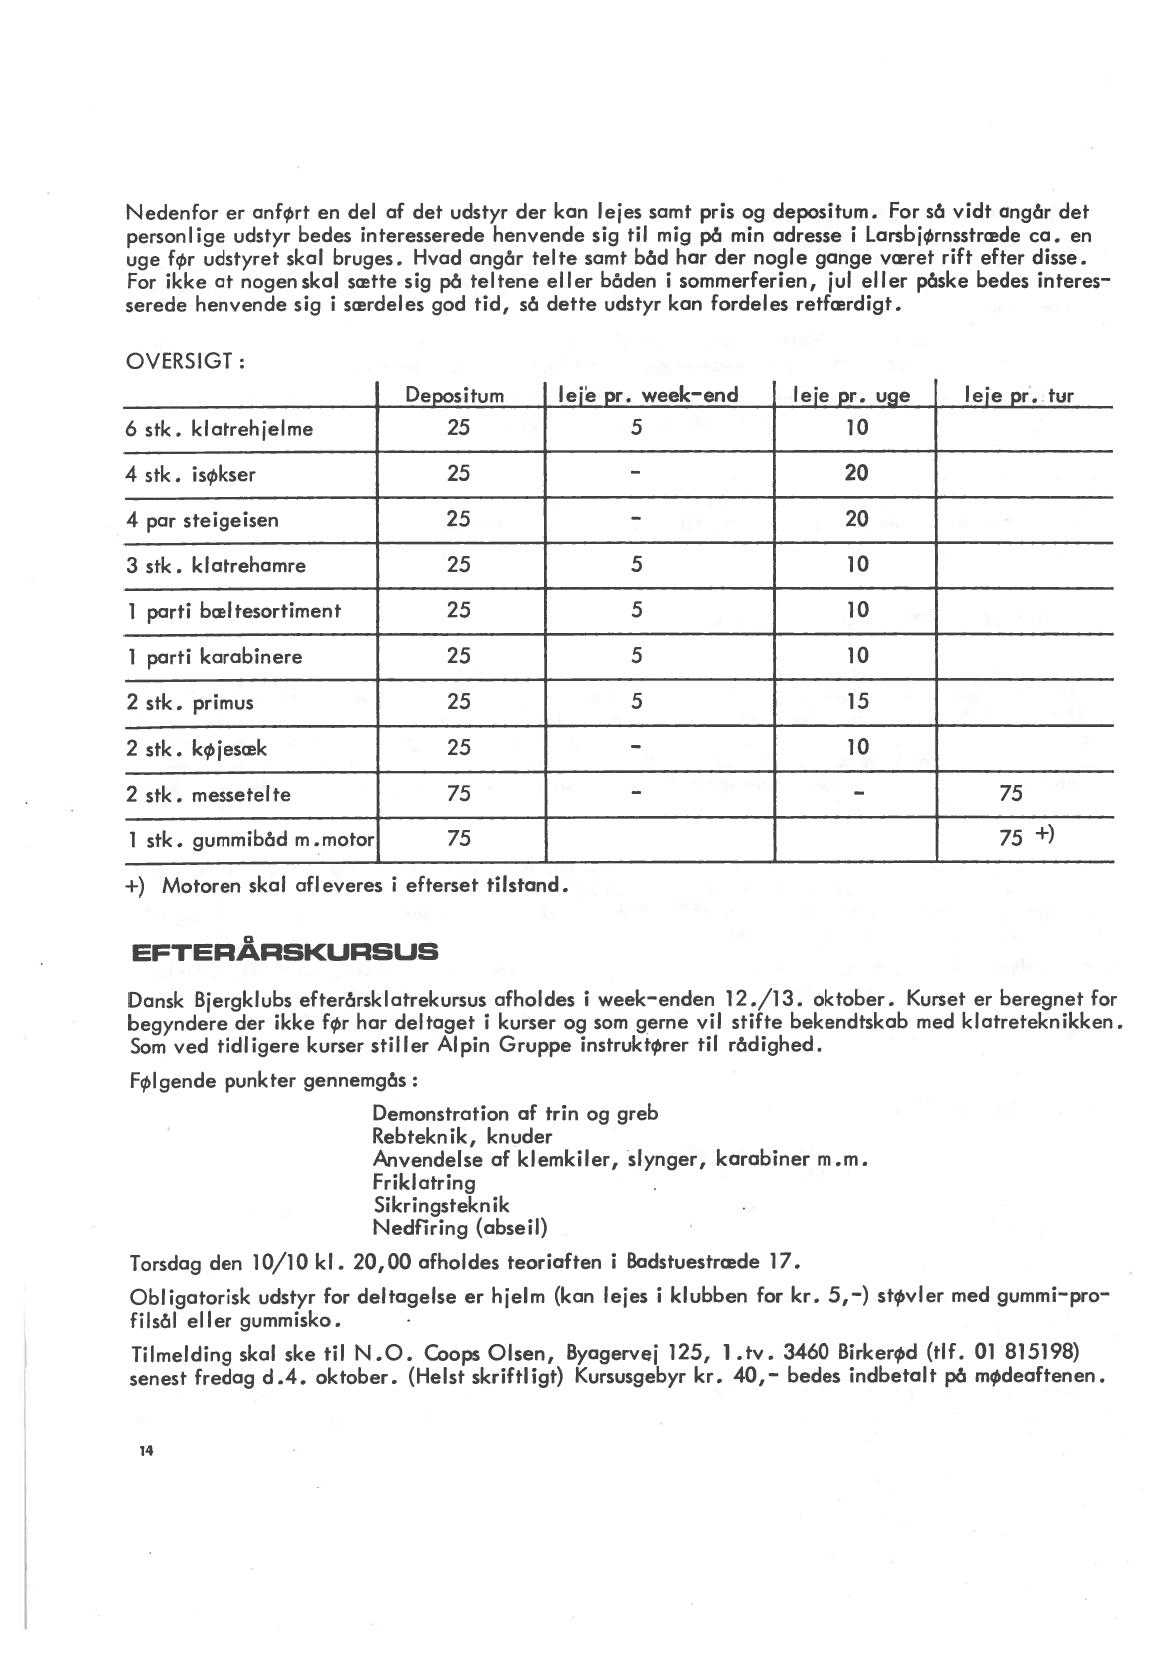 Nedenfor er anført en del af det udstyr der kan lejes samt pris og depositum. For så vidt angår det
personlige udstyr bedes interesserede henvende sig til mig på min adresse i Larsbjørnsstræde ca. en
uge før udstyret skal bruges. Hvad angår telte samt båd har der nogle gange været rift efter disse.
For ikke at nogen skal sætte sig på teltene eller båden i sommerferien, jul eller påske bedes interes-
serede henvende sig i særdeles god tid, så dette udstyr kan fordeles retfærdigt.
OVERSIGT :
Depositum leje pr. week-end leje pr. uge leje pr. tur
6 stk. klatrehjelme 25 5 10
4 stk. isøkser 25 - 20
4 par steigeisen 25 - 20
3 stk. klatrehamre 25 5 10
1 parti bæltesortiment 25 5 10
1 parti karabinere 25 5 10
2 stk. primus 25 5 15
2 stk. køjesæk 25 - 10
2 stk. messetelte 75 - - 75
1 stk. gummibåd m.motor 75 75 +)
+) Motoren skal afleveres i efterset tilstand.
EFTERÅRSKURSUS
Dansk Bjergklubs efterårsklatrekursus afholdes i week-enden 12./13. oktober. Kurset er beregnet for
begyndere der ikke før har deltaget i kurser og som gerne vil stifte bekendtskab med klatreteknikken.
Som ved tidligere kurser stiller Alpin Gruppe instruktører til rådighed.
Følgende punkter gennemgås :
Demonstration af trin og greb
Rebteknik, knuder
Anvendelse af klemkiler, slynger, karabiner m.m.
Friklatring
Sikringsteknik
Nedfiring (abseil)
Torsdag den 10/10 kl. 20,00 afholdes teoriaften i Badstuestræde 17.
Obligatorisk udstyr for deltagelse er hjelm (kan lejes i klubben for kr. 5,-) støvler med gummi-pro-
filsål eller gummisko.
Tilmelding skal ske til N.O. Coops Olsen, Byagervej 125, 1.tv. 3460 Birkerød (tlf. 01 815198)
senest fredag d.4. oktober. (Helst skriftligt) Kursusgebyr kr. 40,- bedes indbetalt på mødeaftenen.
14